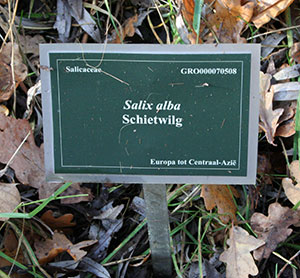 Salicaceae GRO000070508
Salix alba
Schietwilg
Europa tot Centraal-Azië